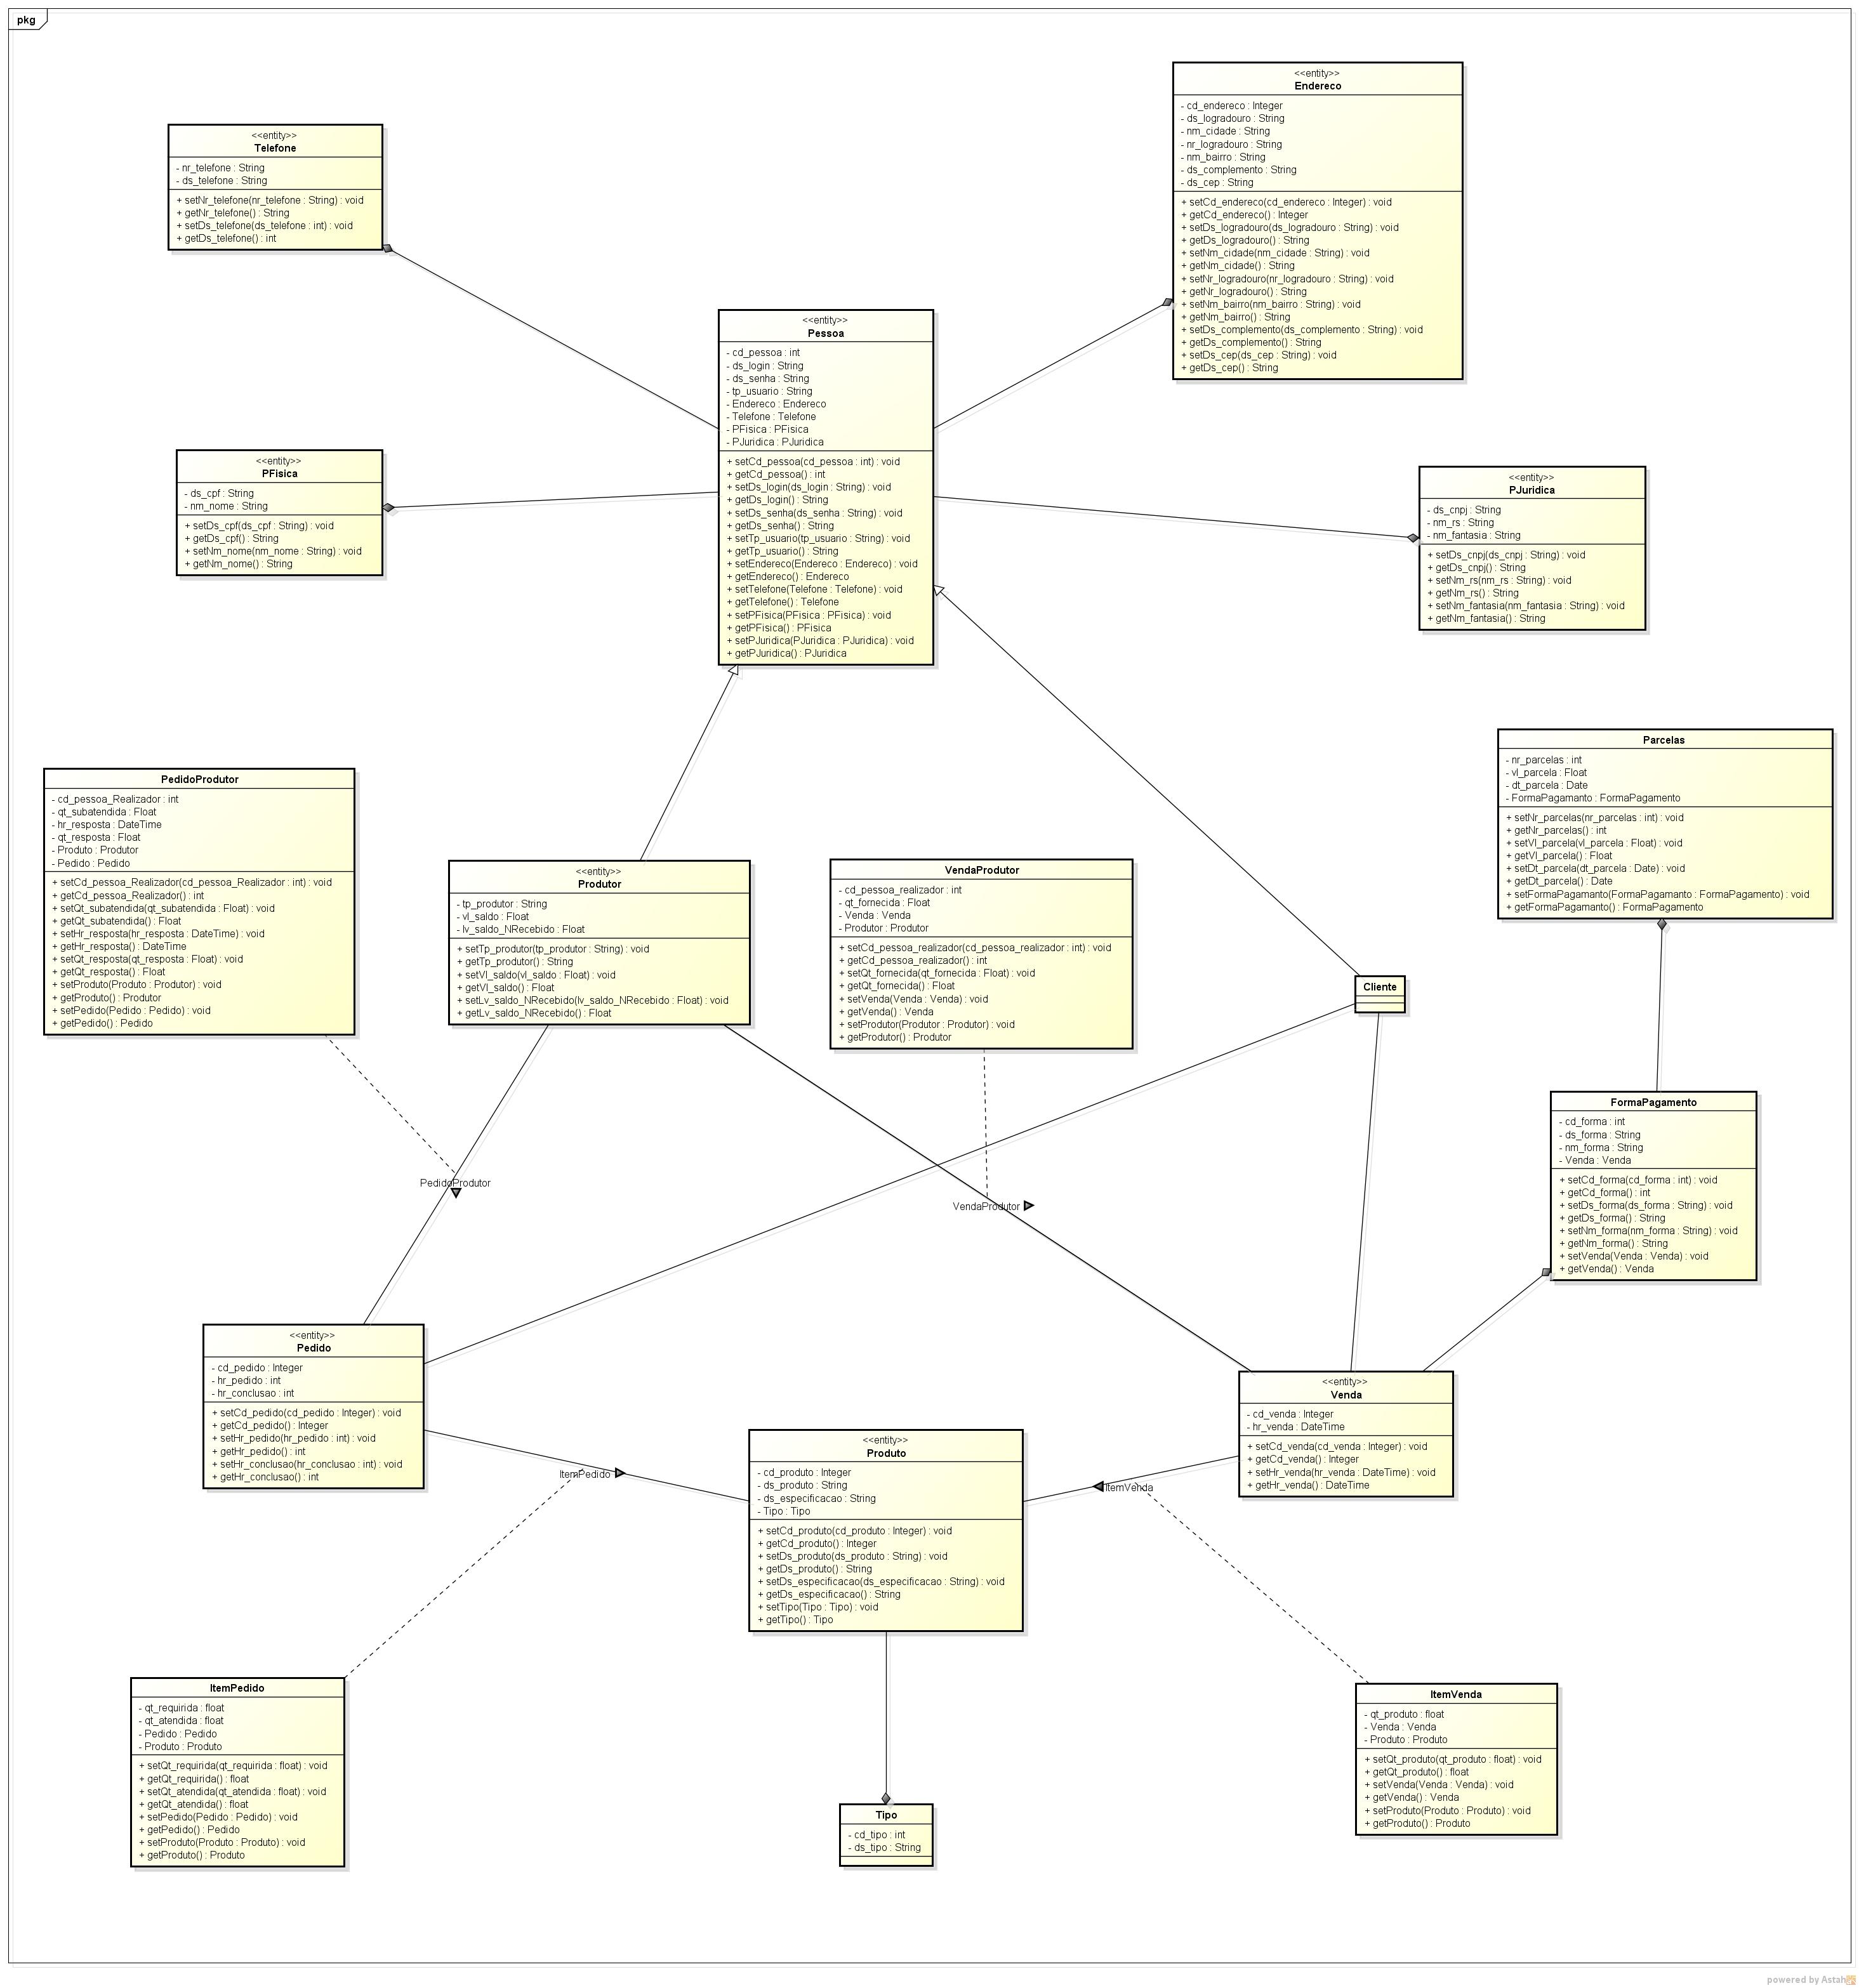 pkg
<<entity>>
Endereco
- cd_endereco : Integer
- ds_logradouro : String
- nm_cidade : String
- nr_logradouro : String
- nm_bairro : String
- ds_complemento : String
- ds_cep : String
+ setCd_endereco(cd_endereco : Integer) : void
+ getCd_endereco() : Integer
+ setDs_logradouro(ds_logradouro : String) : void
+ getDs_logradouro() : String
+ setNm_cidade(nm_cidade : String) : void
+ getNm_cidade() : String
+ setNr_logradouro(nr_logradouro : String) : void
+ getNr_logradouro() : String
+ setNm_bairro(nm_bairro : String) : void
+ getNm_bairro() : String
+ setDs_complemento(ds_complemento : String) : void
+ getDs_complemento() : String
+ setDs_cep(ds_cep : String) : void
+ getDs_cep() : String
<<entity>>
Telefone
- nr_telefone : String
- ds_telefone : String
+ setNr_telefone(nr_telefone : String) : void
+ getNr_telefone() : String
+ setDs_telefone(ds_telefone : int) : void
+ getDs_telefone() : int
<<entity>>
Pessoa
- cd_pessoa : int
- ds_login : String
- ds_senha : String
- tp_usuario : String
- Endereco : Endereco
- Telefone : Telefone
- PFisica : PFisica
- PJuridica : PJuridica
+ setCd_pessoa(cd_pessoa : int) : void
+ getCd_pessoa() : int
+ setDs_login(ds_login : String) : void
+ getDs_login() : String
+ setDs_senha(ds_senha : String) : void
+ getDs_senha() : String
+ setTp_usuario(tp_usuario : String) : void
+ getTp_usuario() : String
+ setEndereco(Endereco : Endereco) : void
+ getEndereco() : Endereco
+ setTelefone(Telefone : Telefone) : void
+ getTelefone() : Telefone
+ setPFisica(PFisica : PFisica) : void
+ getPFisica() : PFisica
+ setPJuridica(PJuridica : PJuridica) : void
+ getPJuridica() : PJuridica
<<entity>>
PFisica
- ds_cpf : String
- nm_nome : String
+ setDs_cpf(ds_cpf : String) : void
+ getDs_cpf() : String
+ setNm_nome(nm_nome : String) : void
+ getNm_nome() : String
<<entity>>
PJuridica
- ds_cnpj : String
- nm_rs : String
- nm_fantasia : String
+ setDs_cnpj(ds_cnpj : String) : void
+ getDs_cnpj() : String
+ setNm_rs(nm_rs : String) : void
+ getNm_rs() : String
+ setNm_fantasia(nm_fantasia : String) : void
+ getNm_fantasia() : String
Parcelas
- nr_parcelas : int
- vl_parcela : Float
- dt_parcela : Date
- FormaPagamanto : FormaPagamento
+ setNr_parcelas(nr_parcelas : int) : void
+ getNr_parcelas() : int
+ setVl_parcela(vl_parcela : Float) : void
+ getVl_parcela() : Float
+ setDt_parcela(dt_parcela : Date) : void
+ getDt_parcela() : Date
+ setFormaPagamanto(FormaPagamanto : FormaPagamento) : void
+ getFormaPagamanto() : FormaPagamento
PedidoProdutor
- cd_pessoa_Realizador : int
- qt_subatendida : Float
- hr_resposta : DateTime
- qt_resposta : Float
- Produto : Produtor
- Pedido : Pedido
+ setCd_pessoa_Realizador(cd_pessoa_Realizador : int) : void
+ getCd_pessoa_Realizador() : int
+ setQt_subatendida(qt_subatendida : Float) : void
+ getQt_subatendida() : Float
+ setHr_resposta(hr_resposta : DateTime) : void
+ getHr_resposta() : DateTime
+ setQt_resposta(qt_resposta : Float) : void
+ getQt_resposta() : Float
+ setProduto(Produto : Produtor) : void
+ getProduto() : Produtor
+ setPedido(Pedido : Pedido) : void
+ getPedido() : Pedido
<<entity>>
Produtor
- tp_produtor : String
- vl_saldo : Float
- lv_saldo_NRecebido : Float
+ setTp_produtor(tp_produtor : String) : void
+ getTp_produtor() : String
+ setVl_saldo(vl_saldo : Float) : void
+ getVl_saldo() : Float
+ setLv_saldo_NRecebido(lv_saldo_NRecebido : Float) : void
+ getLv_saldo_NRecebido() : Float
VendaProdutor
- cd_pessoa_realizador : int
- qt_fornecida : Float
- Venda : Venda
- Produtor : Produtor
+ setCd_pessoa_realizador(cd_pessoa_realizador : int) : void
+ getCd_pessoa_realizador() : int
+ setQt_fornecida(qt_fornecida : Float) : void
+ getQt_fornecida() : Float
+ setVenda(Venda : Venda) : void
+ getVenda() : Venda
+ setProdutor(Produtor : Produtor) : void
+ getProdutor() : Produtor
Cliente
FormaPagamento
- cd_forma : int
- ds_forma : String
- nm_forma : String
- Venda : Venda
+ setCd_forma(cd_forma : int) : void
+ getCd_forma() : int
+ setDs_forma(ds_forma : String) : void
+ getDs_forma() : String
+ setNm_forma(nm_forma : String) : void
+ getNm_forma() : String
+ setVenda(Venda : Venda) : void
+ getVenda() : Venda
PedidoProdutor
VendaProdutor
<<entity>>
Pedido
- cd_pedido : Integer
- hr_pedido : int
- hr_conclusao : int
+ setCd_pedido(cd_pedido : Integer) : void
+ getCd_pedido() : Integer
+ setHr_pedido(hr_pedido : int) : void
+ getHr_pedido() : int
+ setHr_conclusao(hr_conclusao : int) : void
+ getHr_conclusao() : int
<<entity>>
Venda
- cd_venda : Integer
- hr_venda : DateTime
+ setCd_venda(cd_venda : Integer) : void
+ getCd_venda() : Integer
+ setHr_venda(hr_venda : DateTime) : void
+ getHr_venda() : DateTime
<<entity>>
Produto
- cd_produto : Integer
- ds_produto : String
- ds_especificacao : String
- Tipo : Tipo
+ setCd_produto(cd_produto : Integer) : void
+ getCd_produto() : Integer
+ setDs_produto(ds_produto : String) : void
+ getDs_produto() : String
+ setDs_especificacao(ds_especificacao : String) : void
+ getDs_especificacao() : String
+ setTipo(Tipo : Tipo) : void
+ getTipo() : Tipo
ItemPedido
ItemVenda
ItemPedido
- qt_requirida : float
- qt_atendida : float
- Pedido : Pedido
- Produto : Produto
+ setQt_requirida(qt_requirida : float) : void
+ getQt_requirida() : float
+ setQt_atendida(qt_atendida : float) : void
+ getQt_atendida() : float
+ setPedido(Pedido : Pedido) : void
+ getPedido() : Pedido
+ setProduto(Produto : Produto) : void
+ getProduto() : Produto
ItemVenda
- qt_produto : float
- Venda : Venda
- Produto : Produto
+ setQt_produto(qt_produto : float) : void
+ getQt_produto() : float
+ setVenda(Venda : Venda) : void
+ getVenda() : Venda
+ setProduto(Produto : Produto) : void
+ getProduto() : Produto
Tipo
- cd_tipo : int
- ds_tipo : String
powered by Astah